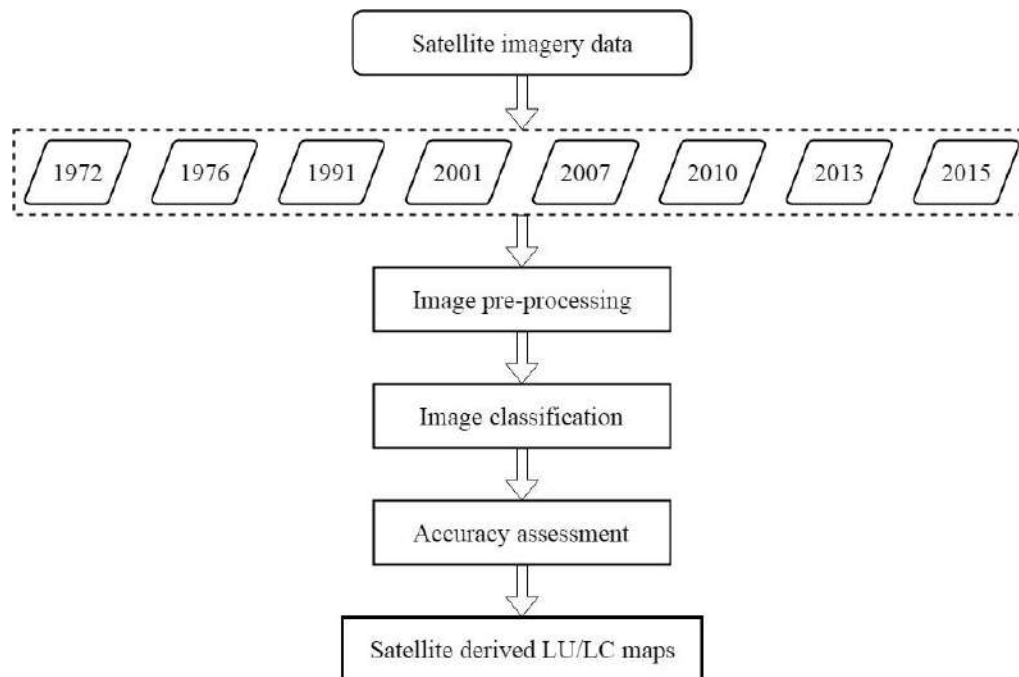 Satellite imagery data
1972 1976 1991 2001 2007 2010 2013 2015
Image pre-processing
Image classification
Accuracy assessment
Satellite derived LU/LC maps